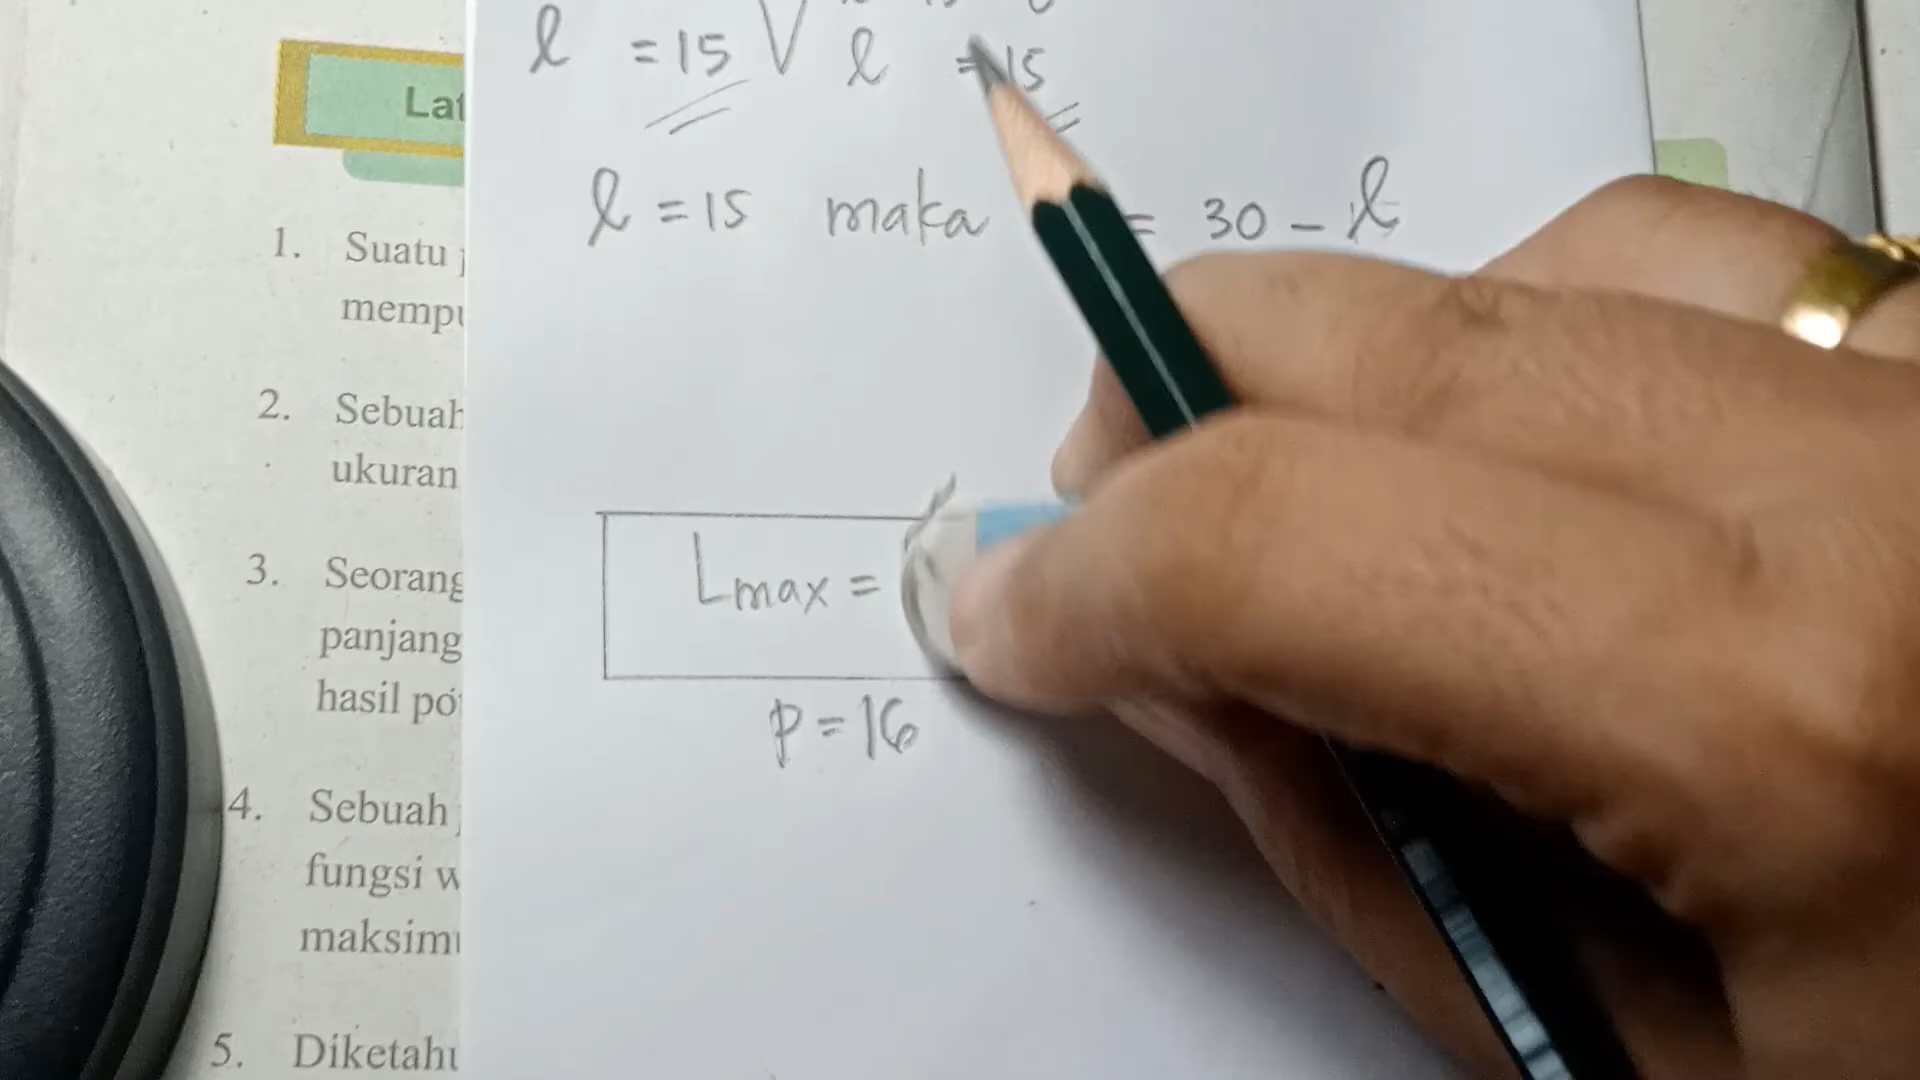 l = 15 V l = 15
l = 15 maka = 30 - l
Lmax =
p = 16
Lat
1. Suatu
memp
2. Sebuah
ukuran
3. Seorang
panjang
hasil po
4. Sebuah
fungsi w
maksim
5. Diketahu